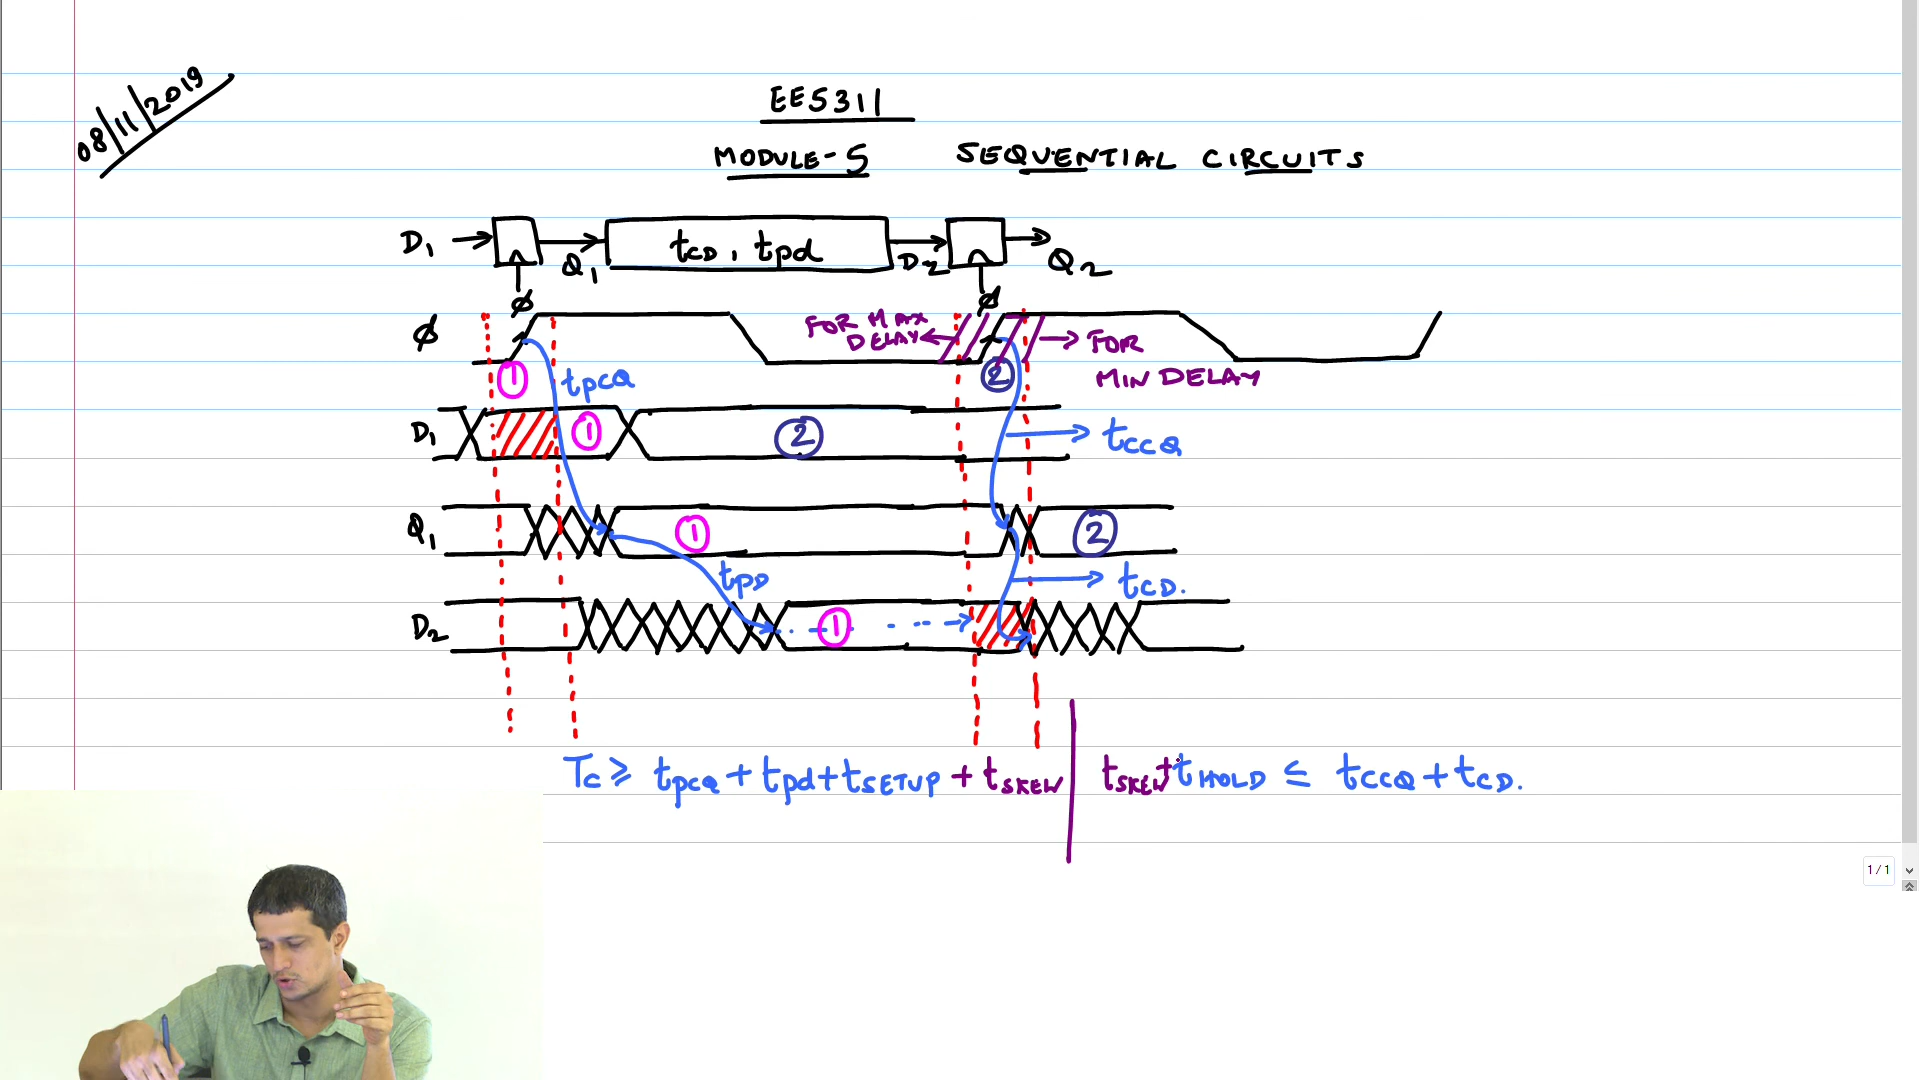 08/11/2019
EE5311
MODULE-5 SEQUENTIAL CIRCUITS
D1 Q1 tCD, tpd D2 Q2
ϕ ϕ
ϕ FOR MAX DELAY FOR MIN DELAY
① tpCQ ②
D1 ① ② tCCQ
Q1 ① ②
tPD tCD.
D2 ①
TC ≥ tpCQ + tpd + tSETUP + tSKEW tSKEW + tHOLD ≤ tCCQ + tCD.
1 / 1